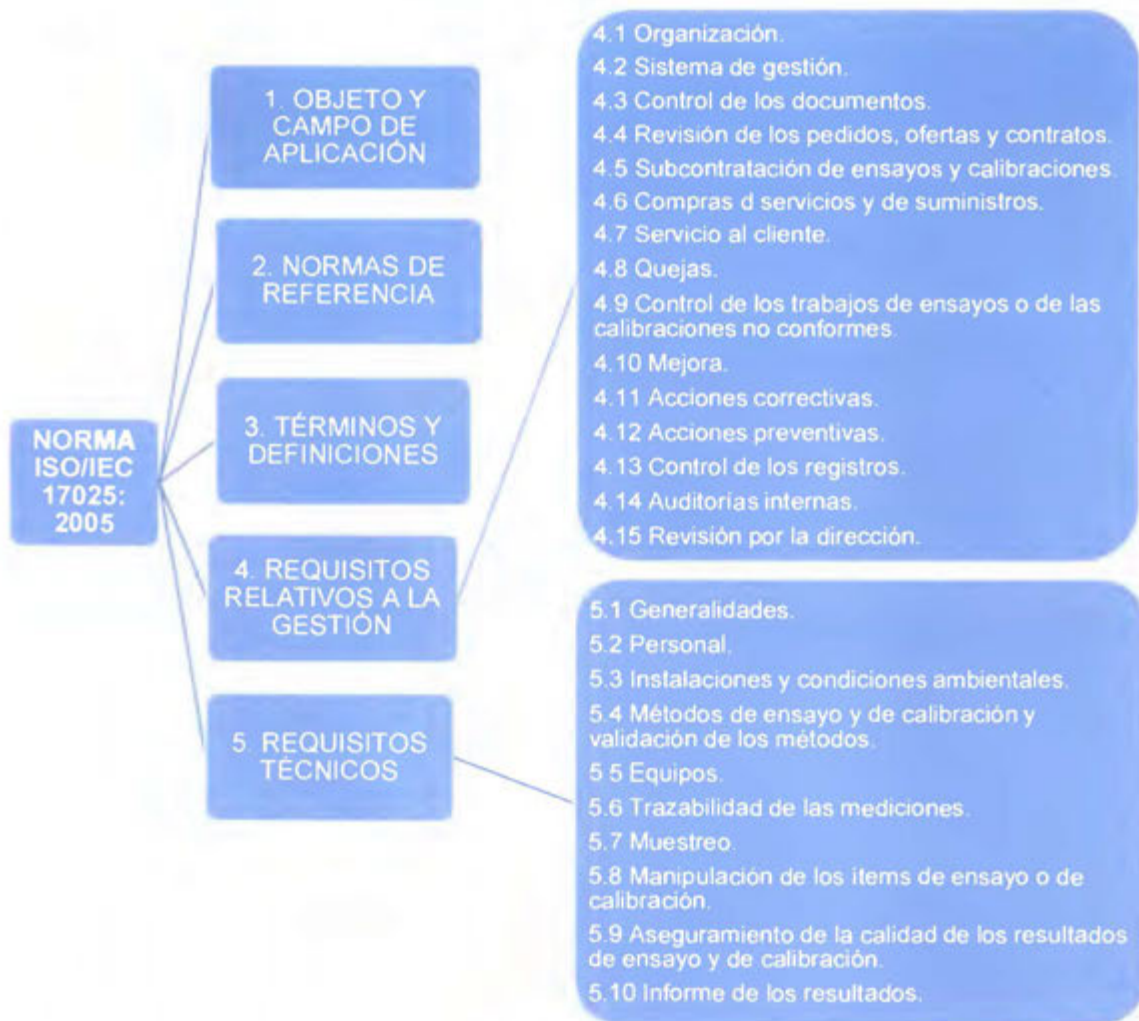 NORMA
ISO/IEC
17025:
2005
1. OBJETO Y
CAMPO DE
APLICACIÓN
2. NORMAS DE
REFERENCIA
3. TÉRMINOS Y
DEFINICIONES
4. REQUISITOS
RELATIVOS A LA
GESTIÓN
5. REQUISITOS
TÉCNICOS
4.1 Organización.
4.2 Sistema de gestión.
4.3 Control de los documentos.
4.4 Revisión de los pedidos, ofertas y contratos.
4.5 Subcontratación de ensayos y calibraciones.
4.6 Compras d servicios y de suministros.
4.7 Servicio al cliente.
4.8 Quejas.
4.9 Control de los trabajos de ensayos o de las
calibraciones no conformes.
4.10 Mejora.
4.11 Acciones correctivas.
4.12 Acciones preventivas.
4.13 Control de los registros.
4.14 Auditorías internas.
4.15 Revisión por la dirección.
5.1 Generalidades.
5.2 Personal.
5.3 Instalaciones y condiciones ambientales.
5.4 Métodos de ensayo y de calibración y
validación de los métodos.
5.5 Equipos.
5.6 Trazabilidad de las mediciones.
5.7 Muestreo.
5.8 Manipulación de los ítems de ensayo o de
calibración.
5.9 Aseguramiento de la calidad de los resultados
de ensayo y de calibración.
5.10 Informe de los resultados.